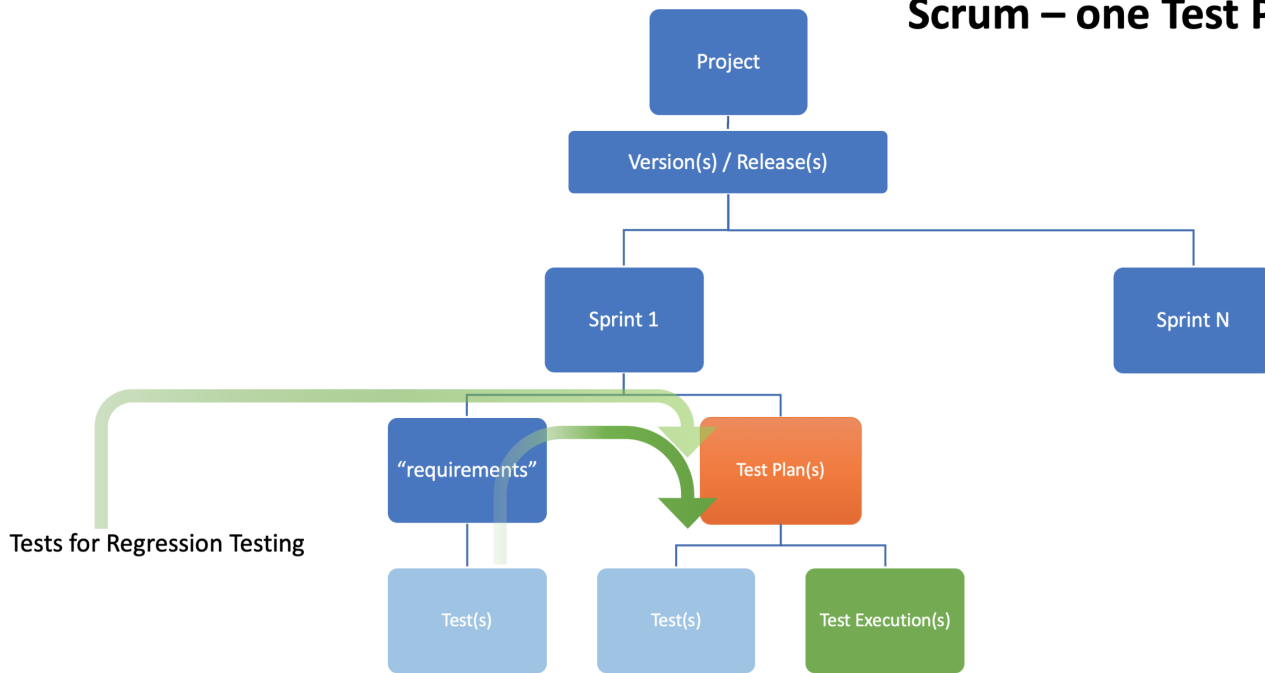 Scrum – one Test P
Project
Version(s) / Release(s)
Sprint 1
Sprint N
“requirements”
Test Plan(s)
Tests for Regression Testing
Test(s)
Test(s)
Test Execution(s)